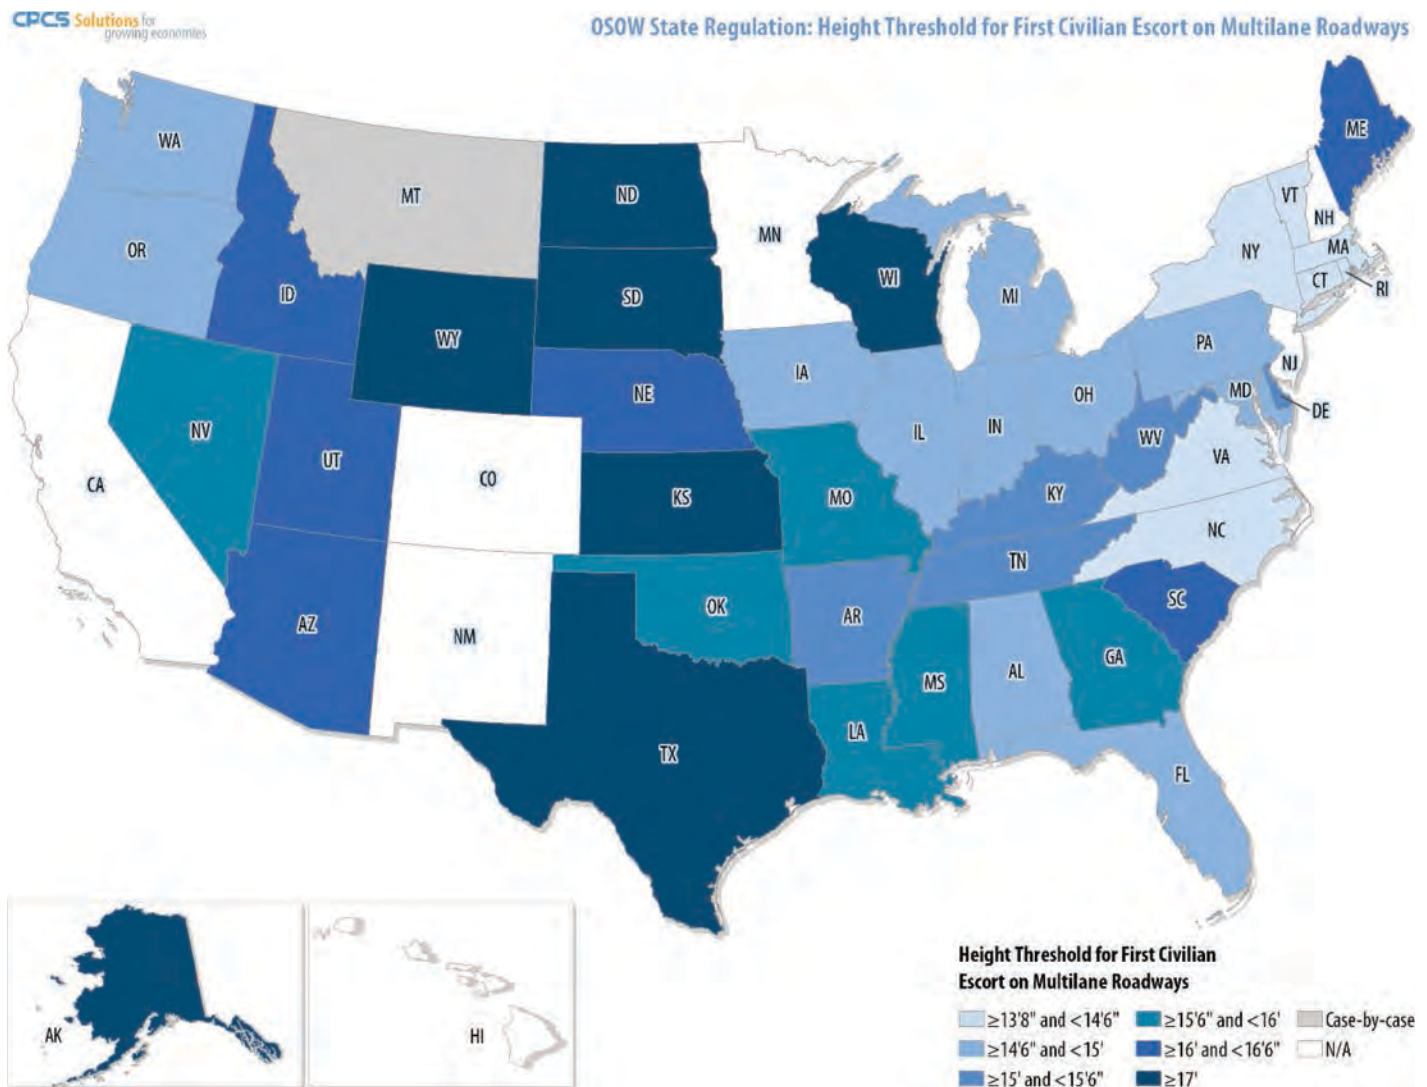 CPCS Solutions for
growing economies
OSOW State Regulation: Height Threshold for First Civilian Escort on Multilane Roadways
ME
WA
MT
ND
VT
MN
NH
OR
NY
MA
WI
ID
SD
MI
CT
RI
WY
PA
IA
NJ
NE
OH
MD
DE
NV
IL
IN
WV
UT
VA
CO
CA
KS
MO
KY
NC
TN
OK
SC
AZ
AR
NM
GA
MS
AL
LA
TX
FL
AK
HI
Height Threshold for First Civilian
Escort on Multilane Roadways
≥13'8" and <14'6"
≥15'6" and <16'
Case-by-case
≥14'6" and <15'
≥16' and <16'6"
N/A
≥15' and <15'6"
≥17'